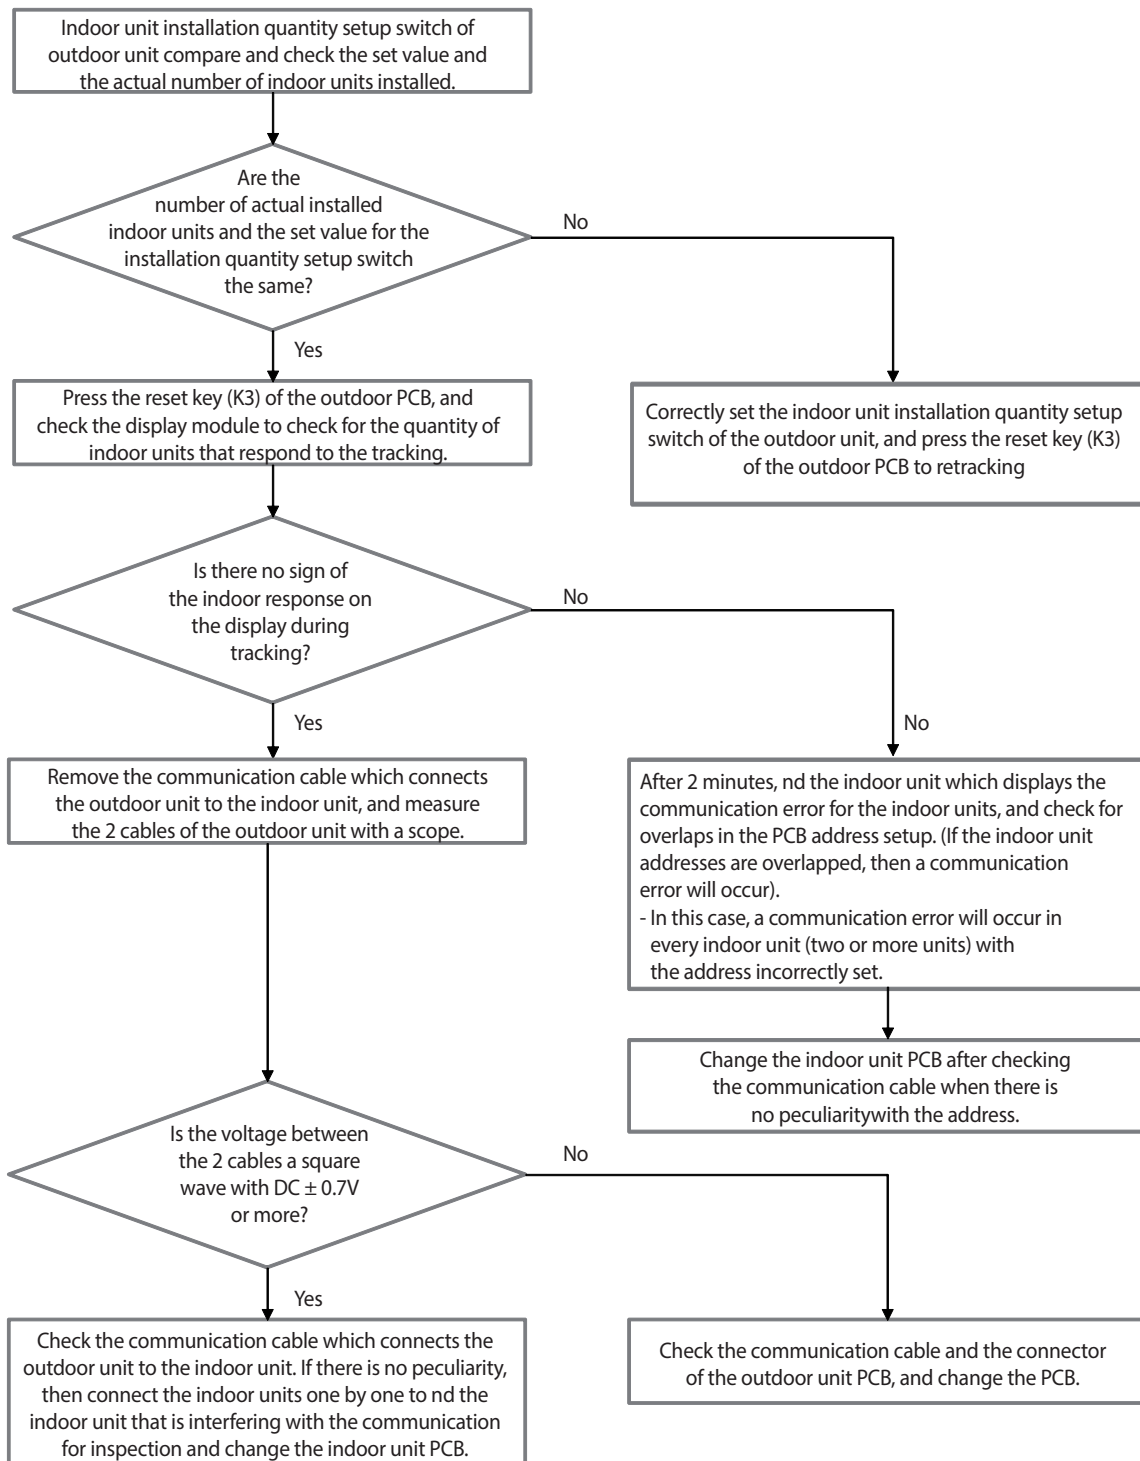 Indoor unit installation quantity setup switch of
outdoor unit compare and check the set value and
the actual number of indoor units installed.
Are the
number of actual installed
indoor units and the set value for the
installation quantity setup switch
the same?
No
Yes
Press the reset key (K3) of the outdoor PCB, and
check the display module to check for the quantity of
indoor units that respond to the tracking.
Correctly set the indoor unit installation quantity setup
switch of the outdoor unit, and press the reset key (K3)
of the outdoor PCB to retracking
Is there no sign of
the indoor response on
the display during
tracking?
No
Yes
No
Remove the communication cable which connects
the outdoor unit to the indoor unit, and measure
the 2 cables of the outdoor unit with a scope.
After 2 minutes, nd the indoor unit which displays the
communication error for the indoor units, and check for
overlaps in the PCB address setup. (If the indoor unit
addresses are overlapped, then a communication
error will occur).
- In this case, a communication error will occur in
every indoor unit (two or more units) with
the address incorrectly set.
Change the indoor unit PCB after checking
the communication cable when there is
no peculiaritywith the address.
Is the voltage between
the 2 cables a square
wave with DC ± 0.7V
or more?
No
Yes
Check the communication cable which connects the
outdoor unit to the indoor unit. If there is no peculiarity,
then connect the indoor units one by one to nd the
indoor unit that is interfering with the communication
for inspection and change the indoor unit PCB.
Check the communication cable and the connector
of the outdoor unit PCB, and change the PCB.